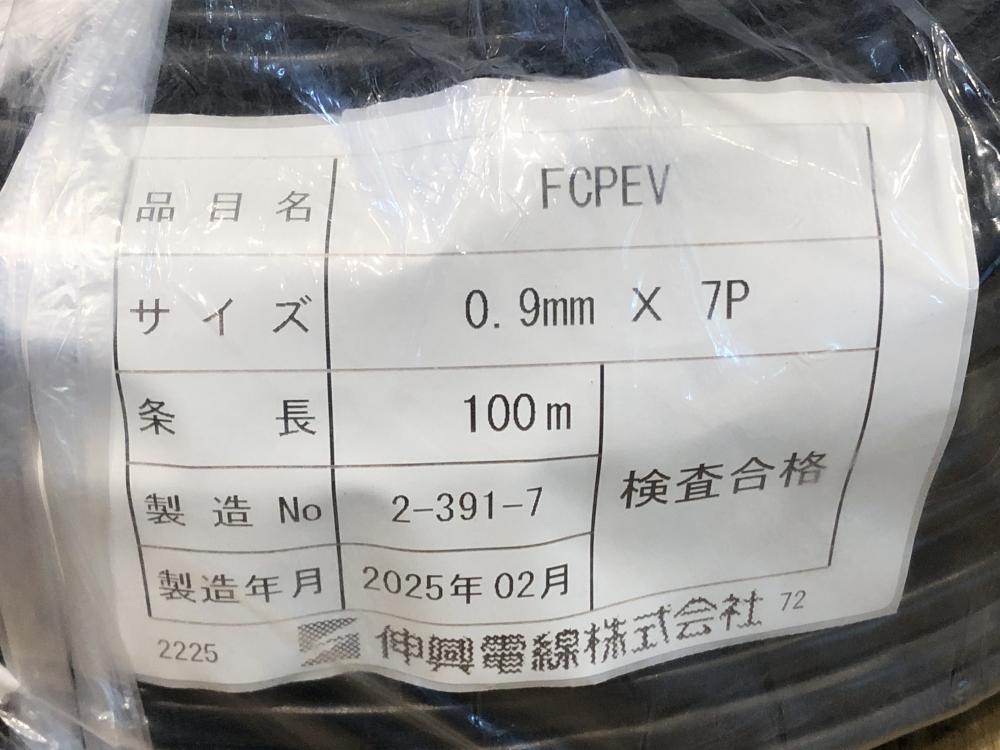 品目名 FCPEV
サイズ 0.9mm × 7P
条長 100m
製造No 2-391-7
検査合格
製造年月 2025年02月
2225 伸興電線株式会社 72